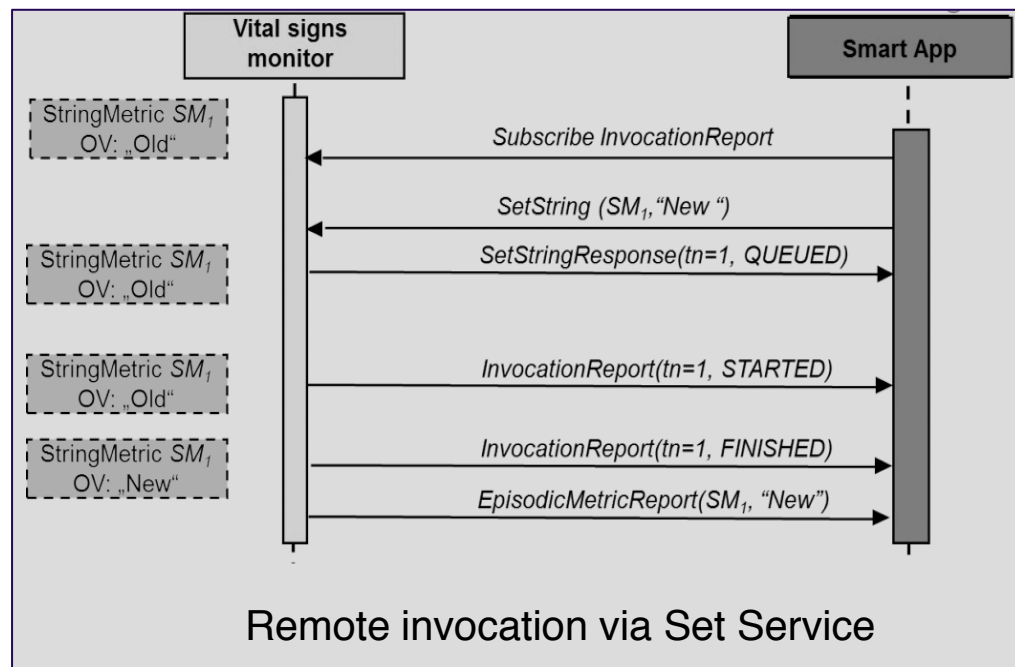 Vital signs
monitor
Smart App
StringMetric SM₁
OV: „Old“
Subscribe InvocationReport
SetString (SM₁,“New “)
StringMetric SM₁
OV: „Old“
SetStringResponse(tn=1, QUEUED)
StringMetric SM₁
OV: „Old“
InvocationReport(tn=1, STARTED)
StringMetric SM₁
OV: „New“
InvocationReport(tn=1, FINISHED)
EpisodicMetricReport(SM₁, “New”)
Remote invocation via Set Service